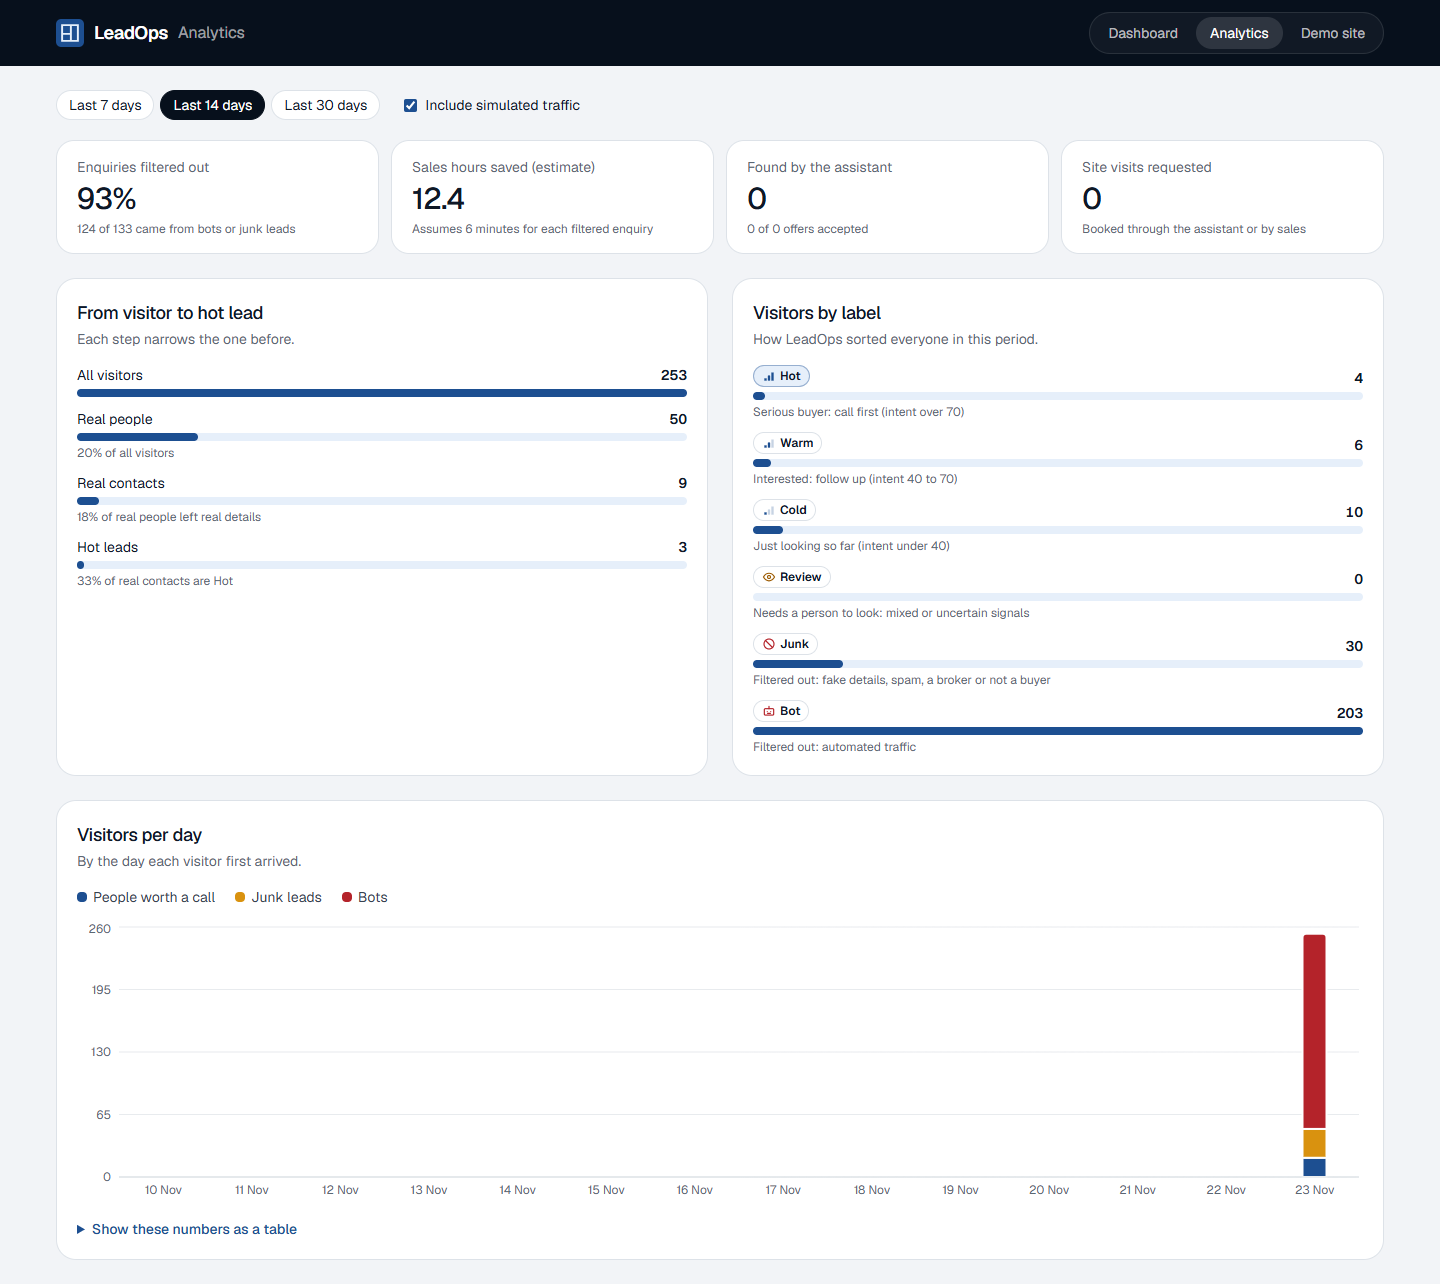 LeadOps Analytics
Dashboard
Analytics
Demo site
Last 7 days
Last 14 days
Last 30 days
Include simulated traffic
Enquiries filtered out
93%
124 of 133 came from bots or junk leads
Sales hours saved (estimate)
12.4
Assumes 6 minutes for each filtered enquiry
Found by the assistant
0
0 of 0 offers accepted
Site visits requested
0
Booked through the assistant or by sales
From visitor to hot lead
Each step narrows the one before.
All visitors 253
Real people 50
20% of all visitors
Real contacts 9
18% of real people left real details
Hot leads 3
33% of real contacts are Hot
Visitors by label
How LeadOps sorted everyone in this period.
Hot 4
Serious buyer: call first (intent over 70)
Warm 6
Interested: follow up (intent 40 to 70)
Cold 10
Just looking so far (intent under 40)
Review 0
Needs a person to look: mixed or uncertain signals
Junk 30
Filtered out: fake details, spam, a broker or not a buyer
Bot 203
Filtered out: automated traffic
Visitors per day
By the day each visitor first arrived.
People worth a call Junk leads Bots
260
195
130
65
0
10 Nov 11 Nov 12 Nov 13 Nov 14 Nov 15 Nov 16 Nov 17 Nov 18 Nov 19 Nov 20 Nov 21 Nov 22 Nov 23 Nov
Show these numbers as a table